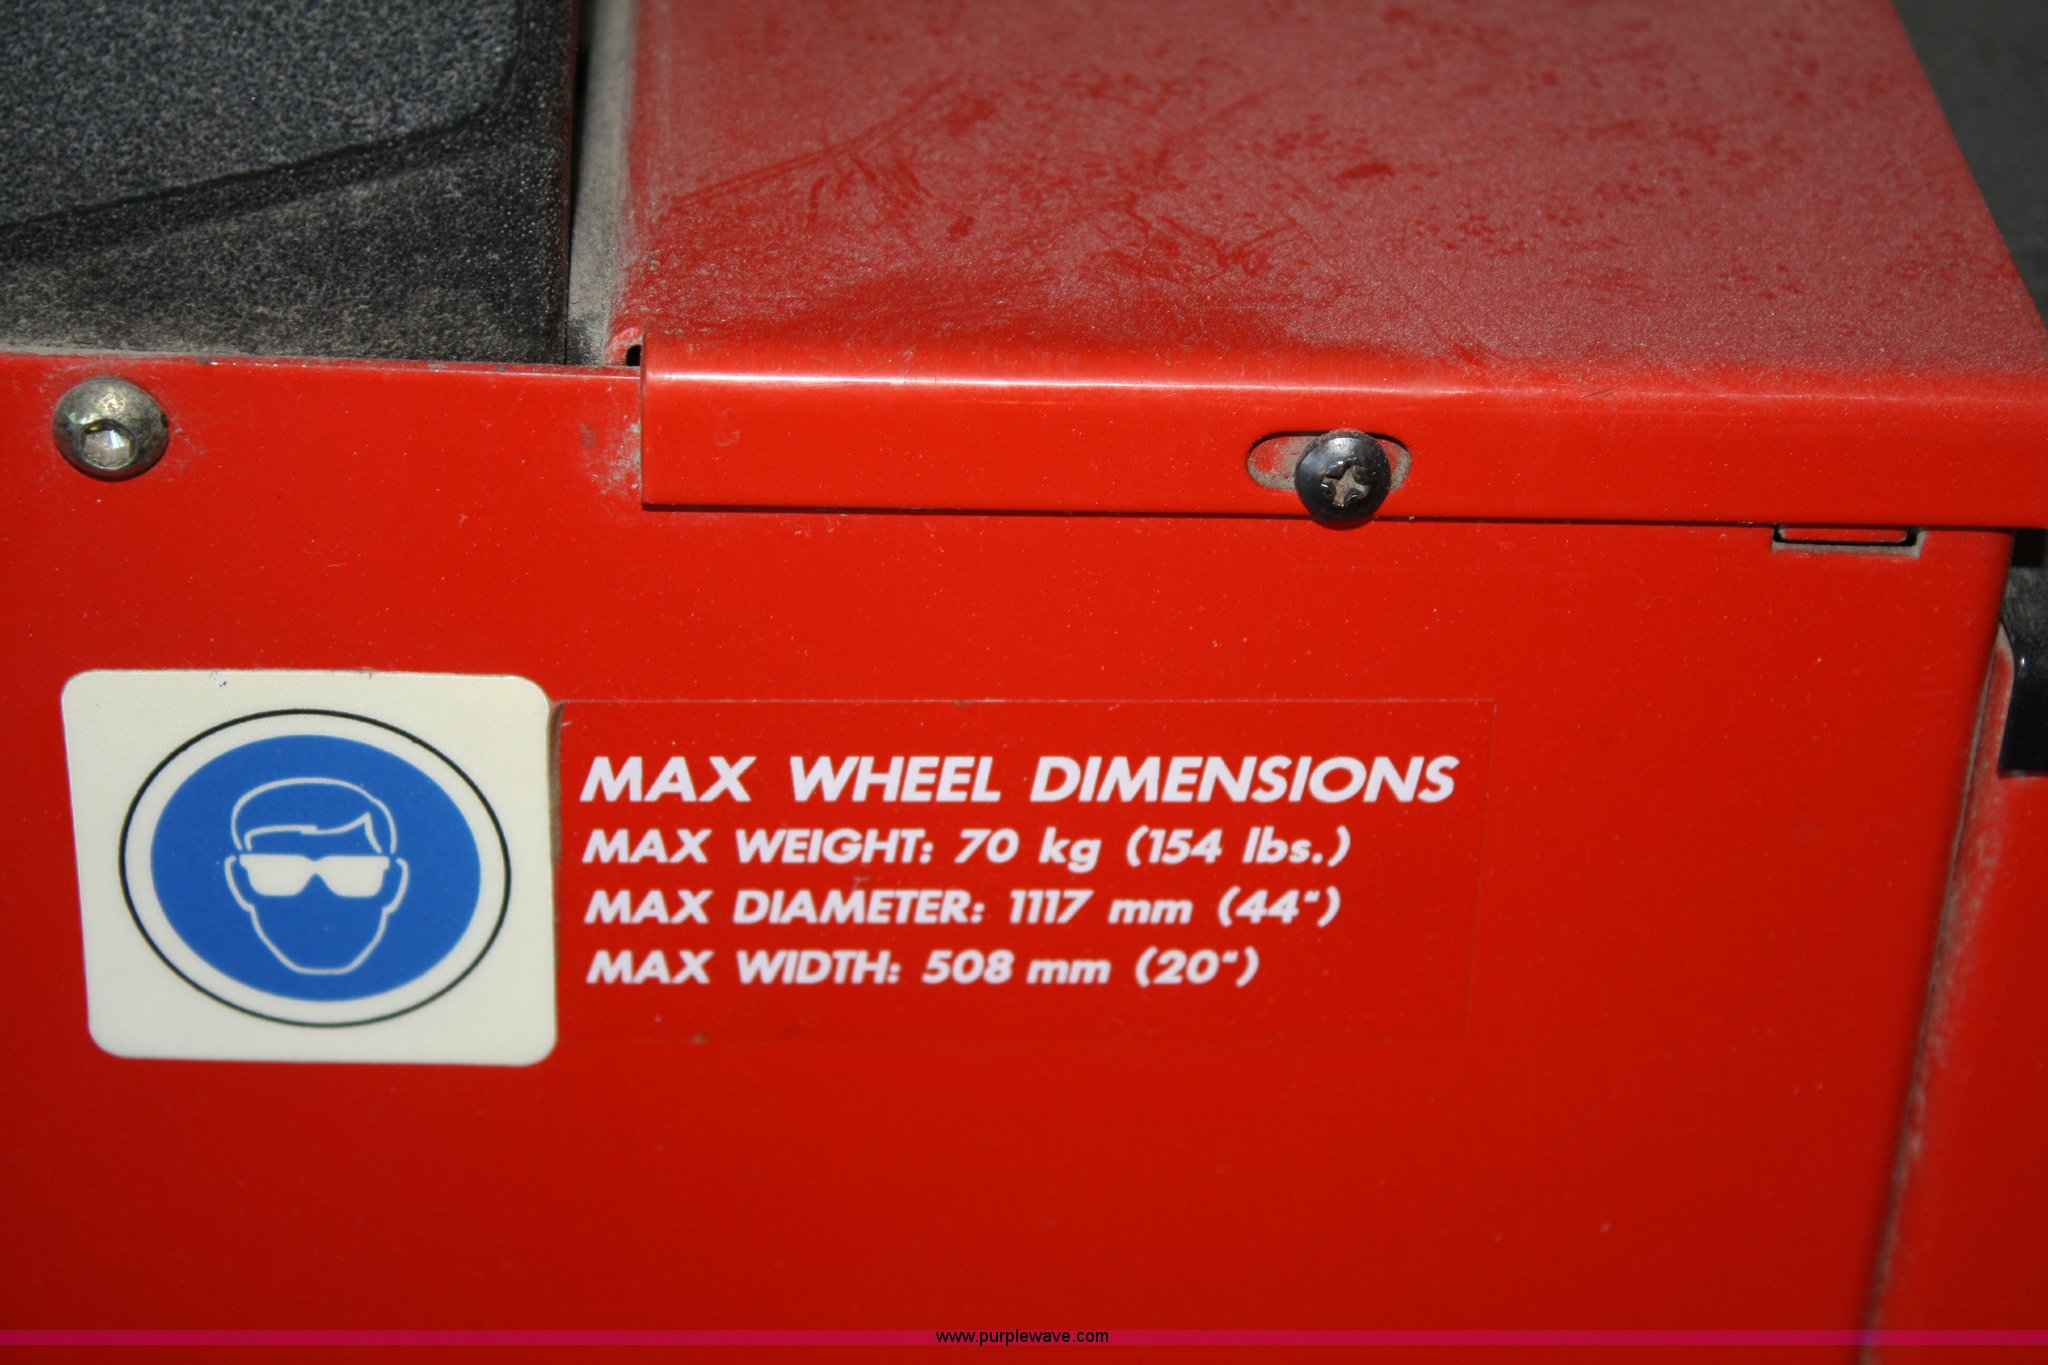 MAX WHEEL DIMENSIONS
MAX WEIGHT: 70 kg (154 lbs.)
MAX DIAMETER: 1117 mm (44")
MAX WIDTH: 508 mm (20")
www.purplewave.com